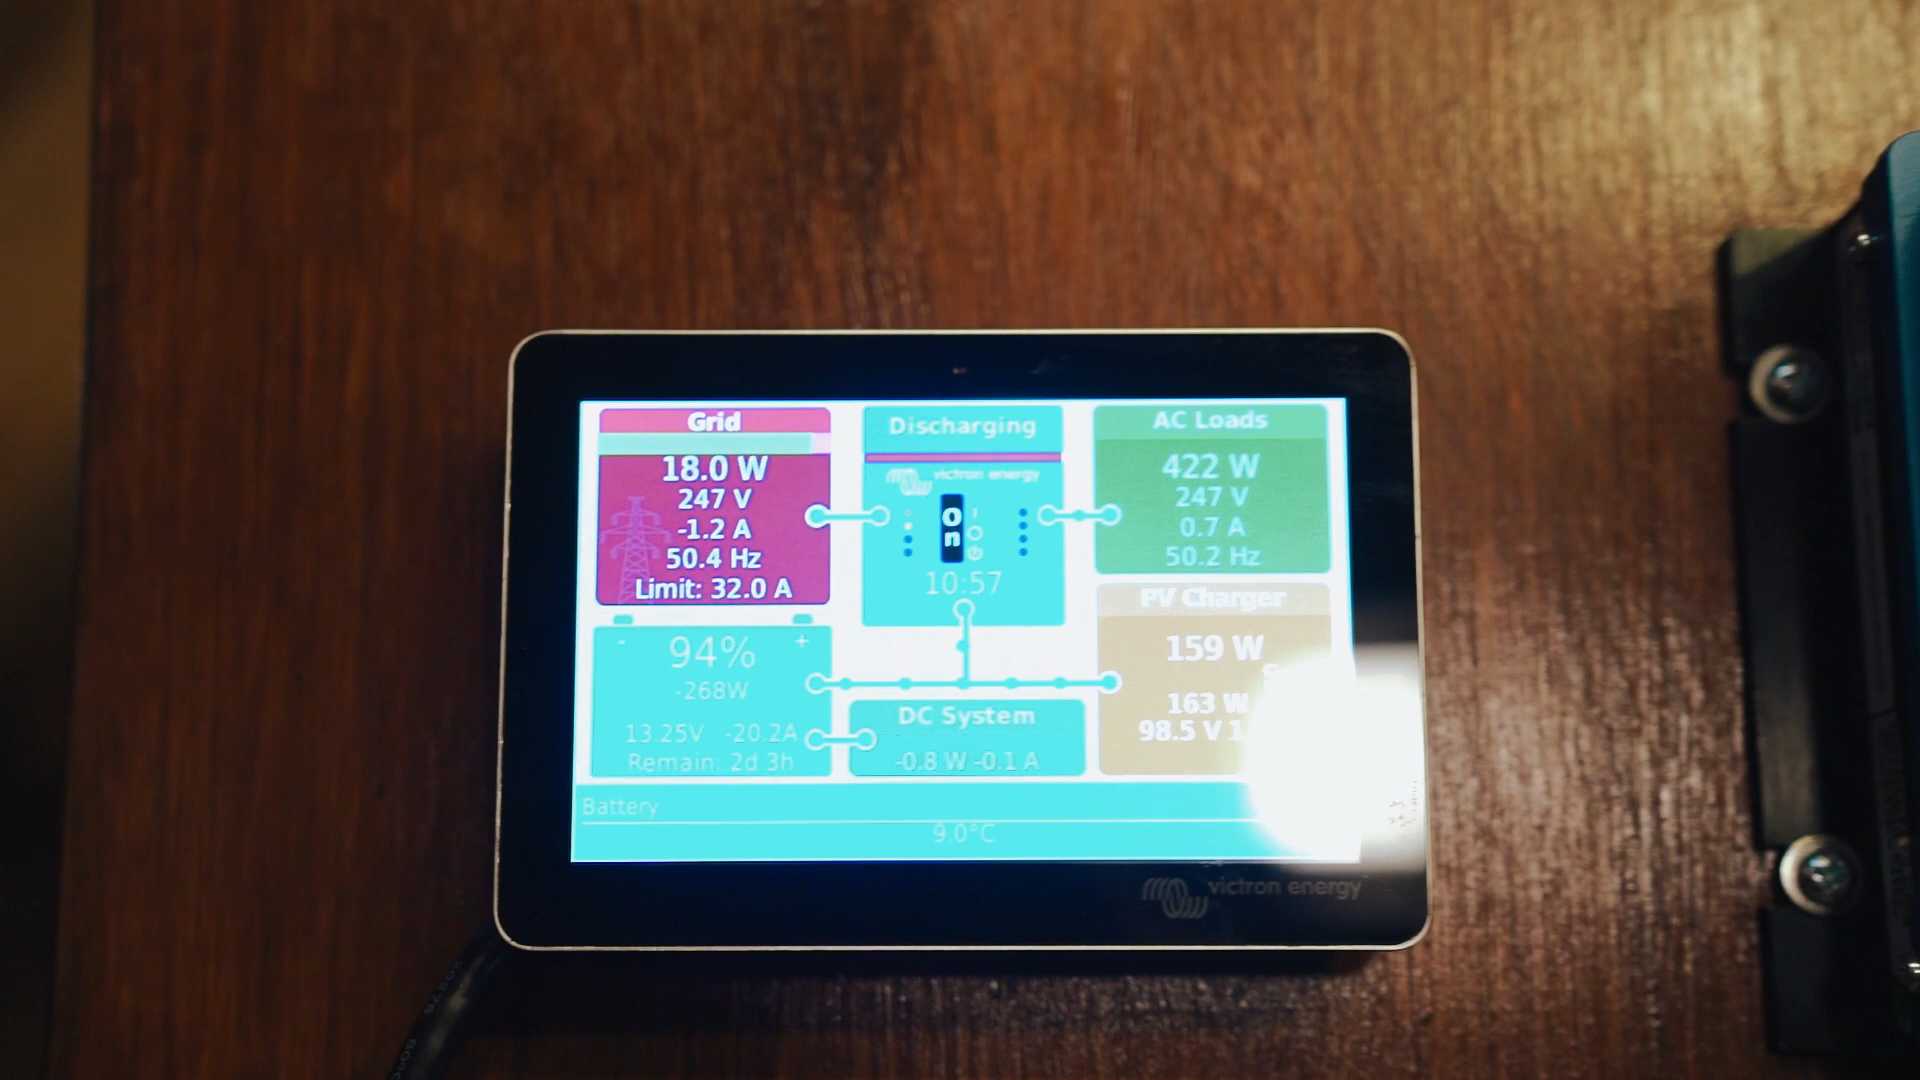 Grid
18.0 W
247 V
-1.2 A
50.4 Hz
Limit: 32.0 A
Discharging
victron energy
On
10:57
AC Loads
422 W
247 V
0.7 A
50.2 Hz
- 94% +
-268W
13.25V -20.2A
Remain: 2d 3h
DC System
-0.8 W -0.1 A
PV Charger
159 W
163 W
98.5 V
Battery
9.0°C
victron energy